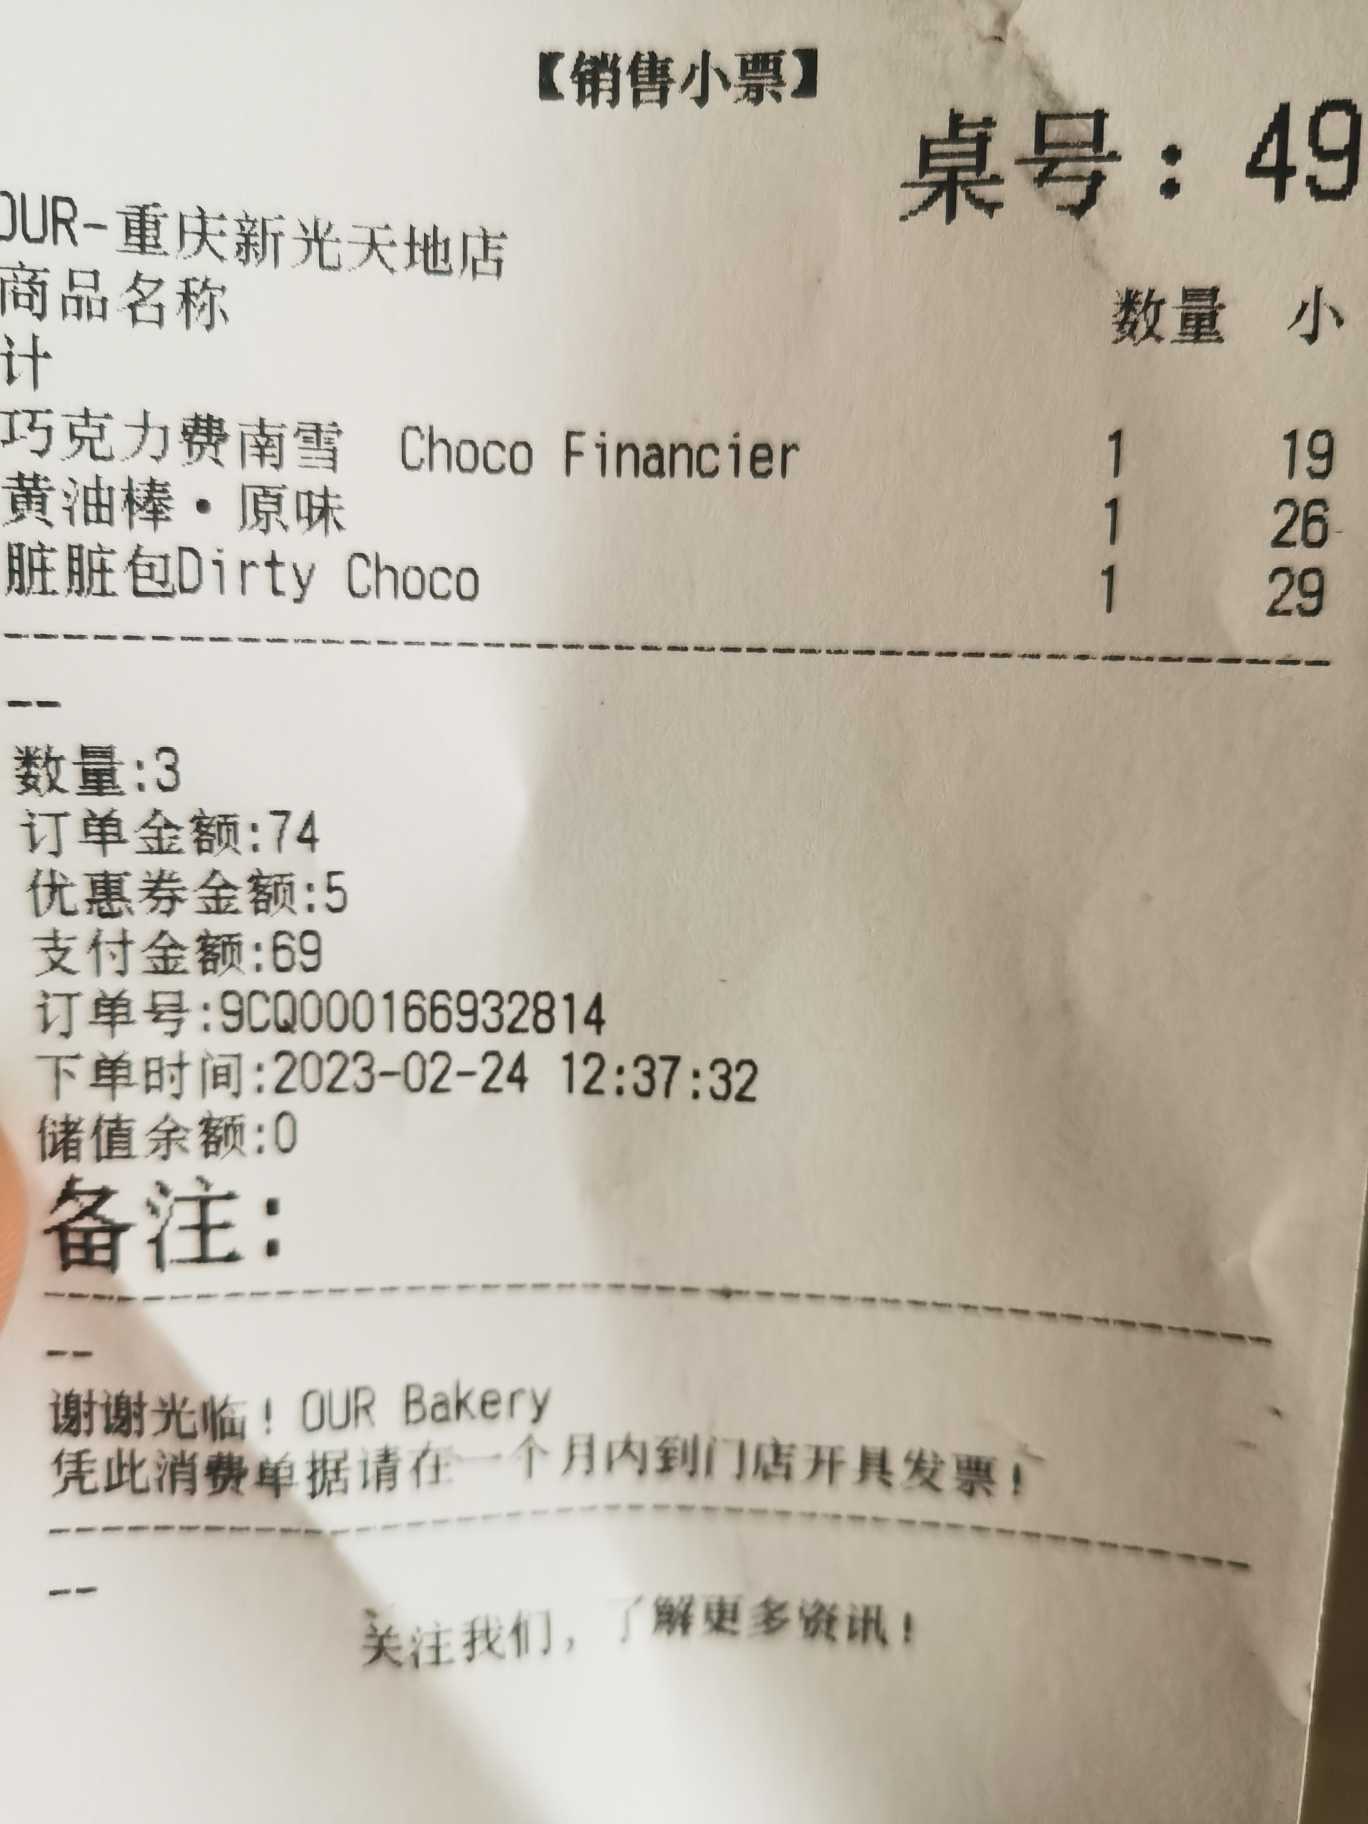 【销售小票】
桌号：49
OUR-重庆新光天地店
商品名称 数量 小
计
巧克力费南雪 Choco Financier 1 19
黄油棒·原味 1 26
脏脏包Dirty Choco 1 29
--
数量:3
订单金额:74
优惠券金额:5
支付金额:69
订单号:9CQ000166932814
下单时间:2023-02-24 12:37:32
储值余额:0
备注:
--
谢谢光临！OUR Bakery
凭此消费单据请在一个月内到门店开具发票！
--
关注我们，了解更多资讯！